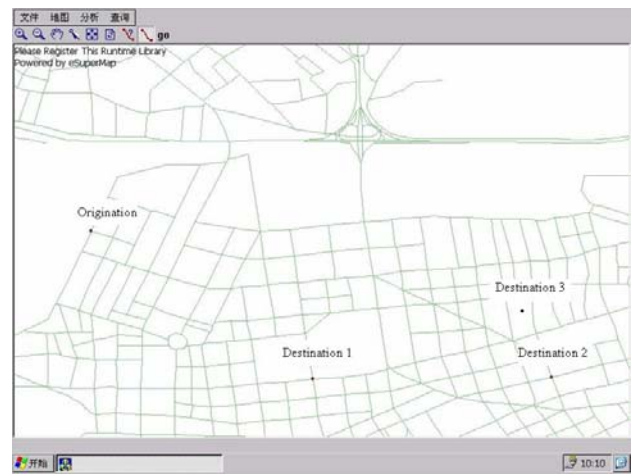 文件 地图 分析 查询
go
Please Register This Runtime Library
Powered by eSuperMap
Origination
Destination 3
Destination 1
Destination 2
开始
10:10